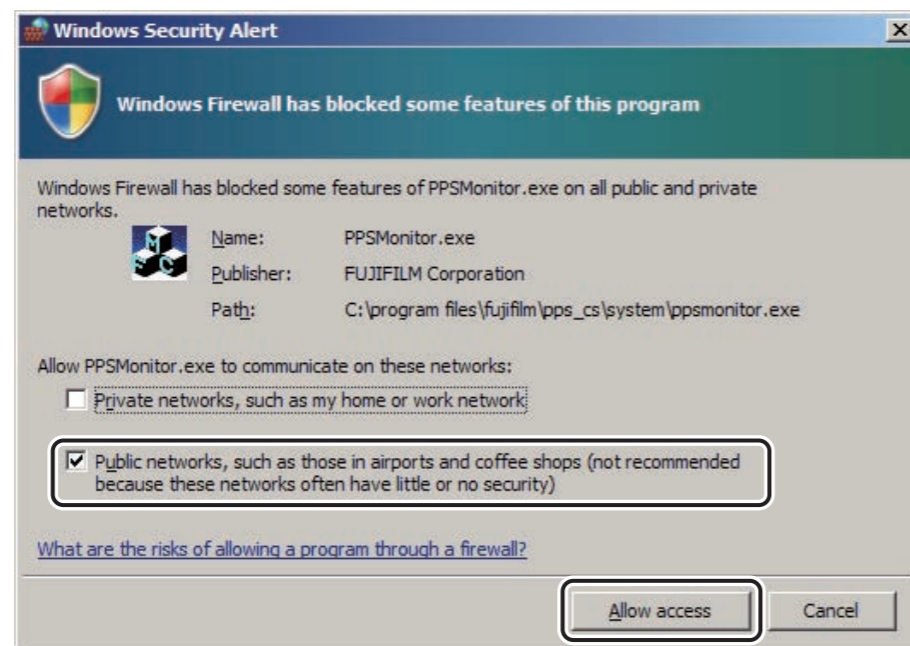 Windows Security Alert
Windows Firewall has blocked some features of this program
Windows Firewall has blocked some features of PPSMonitor.exe on all public and private
networks.
Name: PPSMonitor.exe
Publisher: FUJIFILM Corporation
Path: C:\program files\fujifilm\pps_cs\system\ppsmonitor.exe
Allow PPSMonitor.exe to communicate on these networks:
Private networks, such as my home or work network
Public networks, such as those in airports and coffee shops (not recommended
because these networks often have little or no security)
What are the risks of allowing a program through a firewall?
Allow access Cancel